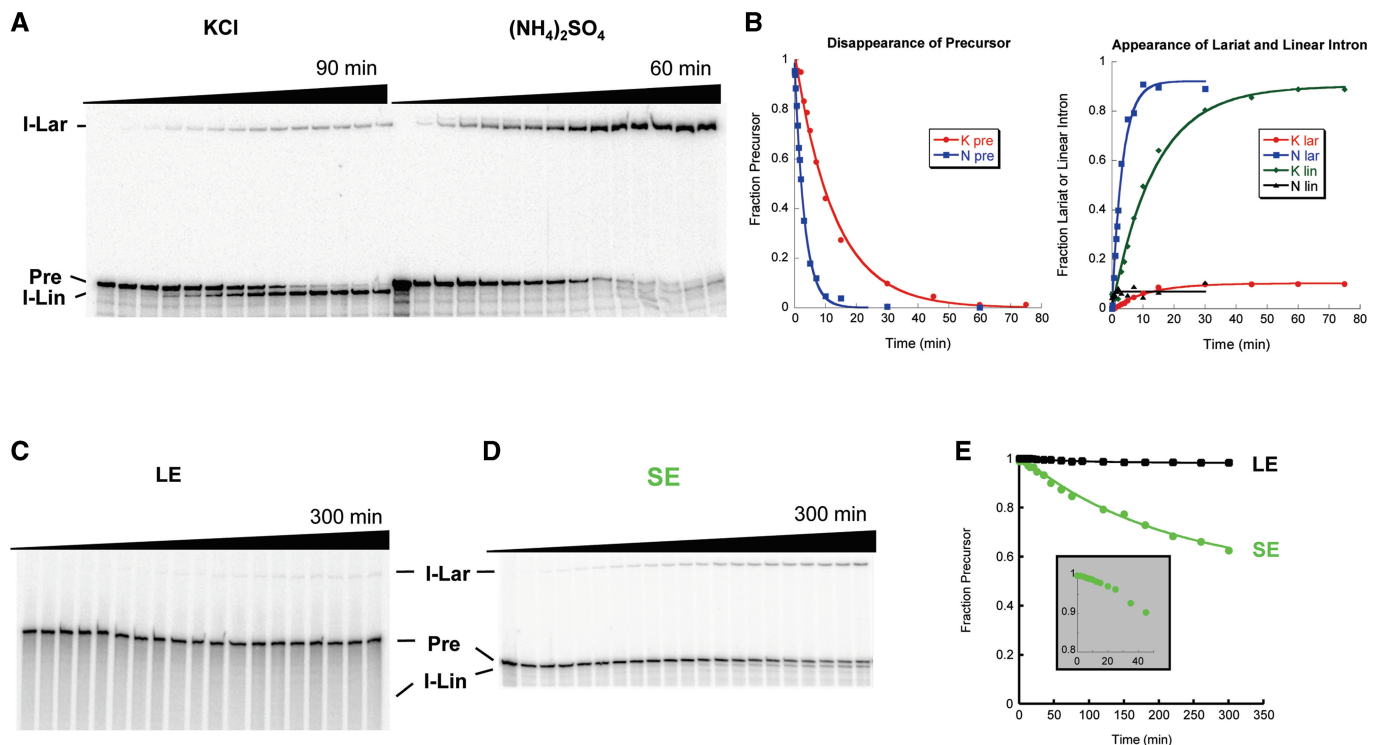 A
KCl
(NH4)2SO4
90 min
60 min
I-Lar
Pre
I-Lin
B
Disappearance of Precursor
Fraction Precursor
1
0.8
0.6
0.4
0.2
0
0 10 20 30 40 50 60 70 80
Time (min)
K pre
N pre
Appearance of Lariat and Linear Intron
Fraction Lariat or Linear Intron
1
0.8
0.6
0.4
0.2
0
0 10 20 30 40 50 60 70 80
Time (min)
K lar
N lar
K lin
N lin
C
LE
300 min
D
SE
300 min
I-Lar
Pre
I-Lin
E
Fraction Precursor
1
0.8
0.6
0.4
0.2
0
0 50 100 150 200 250 300 350
Time (min)
LE
SE
1
0.9
0.8
0 20 40